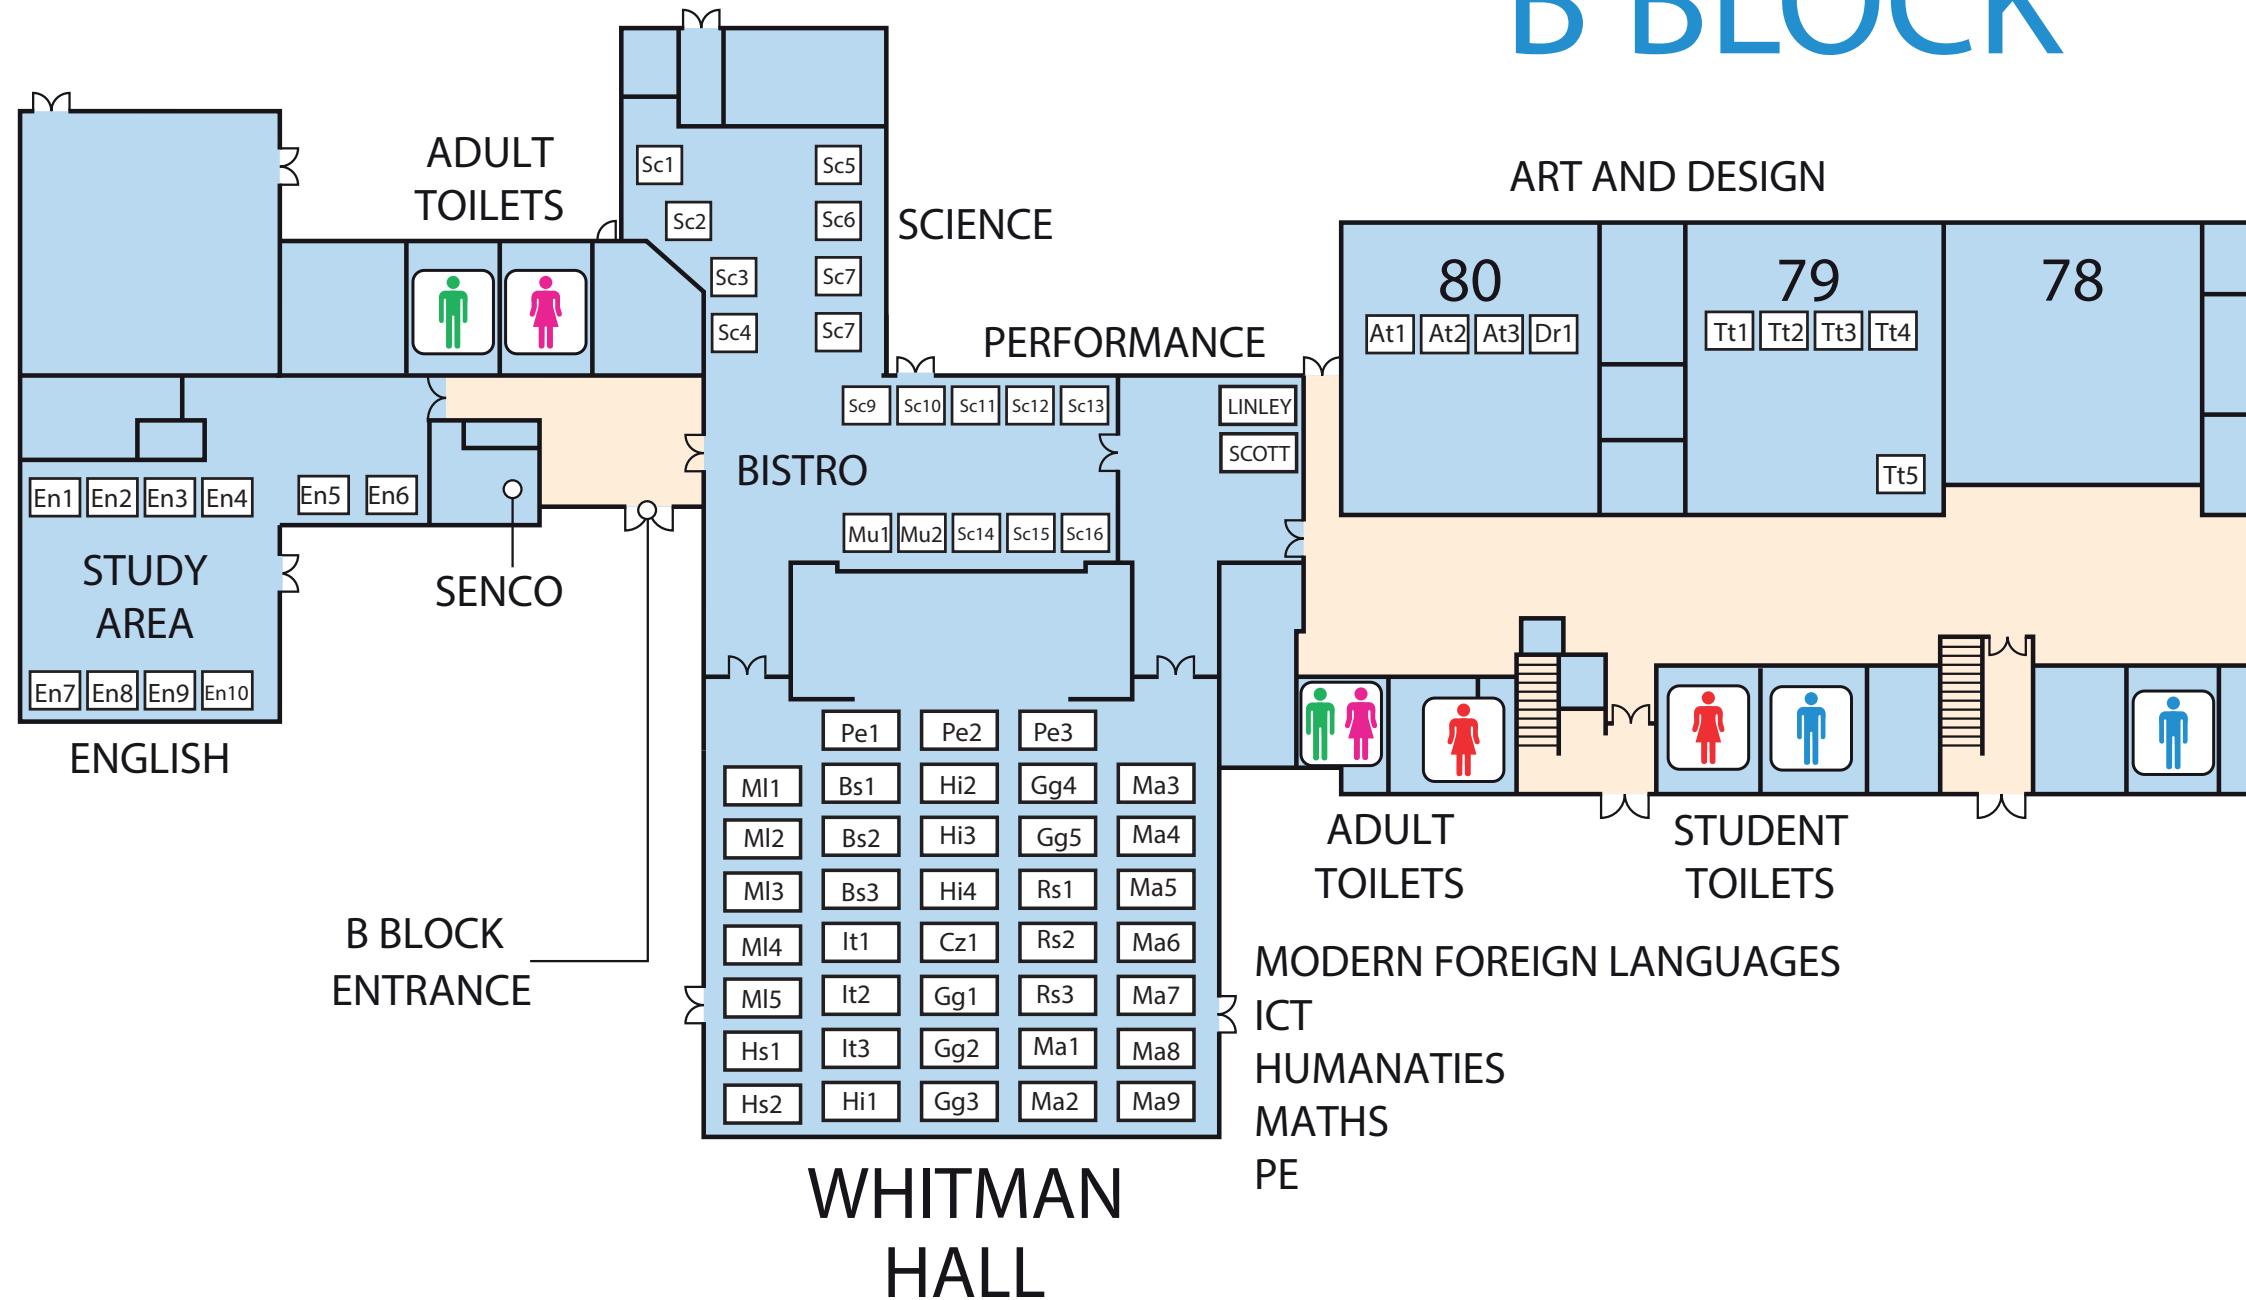 B BLOCK
ADULT
TOILETS
Sc1
Sc5
Sc2
Sc6
SCIENCE
Sc3
Sc7
Sc4
Sc7
ART AND DESIGN
80
79
78
At1 At2 At3 Dr1
Tt1 Tt2 Tt3 Tt4
Tt5
PERFORMANCE
Sc9 Sc10 Sc11 Sc12 Sc13
LINLEY
SCOTT
BISTRO
Mu1 Mu2 Sc14 Sc15 Sc16
En1 En2 En3 En4
En5 En6
STUDY
AREA
SENCO
En7 En8 En9 En10
ENGLISH
B BLOCK
ENTRANCE
Pe1 Pe2 Pe3
Ml1 Bs1 Hi2 Gg4 Ma3
Ml2 Bs2 Hi3 Gg5 Ma4
Ml3 Bs3 Hi4 Rs1 Ma5
Ml4 It1 Cz1 Rs2 Ma6
Ml5 It2 Gg1 Rs3 Ma7
Hs1 It3 Gg2 Ma1 Ma8
Hs2 Hi1 Gg3 Ma2 Ma9
ADULT
TOILETS
STUDENT
TOILETS
MODERN FOREIGN LANGUAGES
ICT
HUMANATIES
MATHS
PE
WHITMAN
HALL